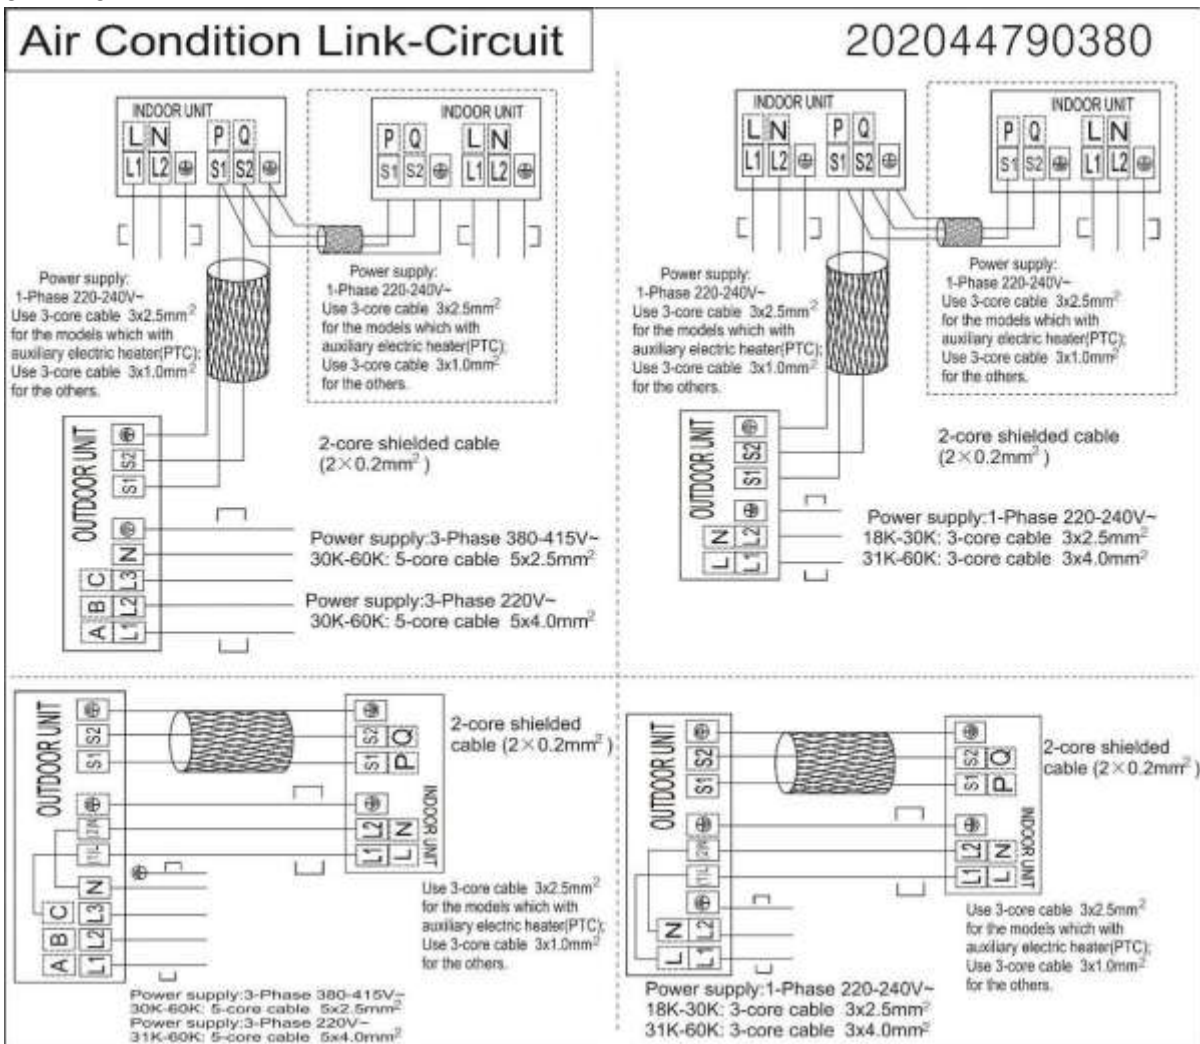 Air Condition Link-Circuit
202044790380
INDOOR UNIT
L N P Q
L1 L2 S1 S2
INDOOR UNIT
P Q L N
S1 S2 L1 L2
Power supply:
1-Phase 220-240V~
Use 3-core cable 3x2.5mm²
for the models which with
auxiliary electric heater(PTC);
Use 3-core cable 3x1.0mm²
for the others.
Power supply:
1-Phase 220-240V~
Use 3-core cable 3x2.5mm²
for the models which with
auxiliary electric heater(PTC);
Use 3-core cable 3x1.0mm²
for the others.
OUTDOOR UNIT
S2
S1
N
C L3
B L2
A L1
2-core shielded cable
(2×0.2mm²)
Power supply:3-Phase 380-415V~
30K-60K: 5-core cable 5x2.5mm²
Power supply:3-Phase 220V~
30K-60K: 5-core cable 5x4.0mm²
INDOOR UNIT
L N P Q
L1 L2 S1 S2
INDOOR UNIT
P Q L N
S1 S2 L1 L2
Power supply:
1-Phase 220-240V~
Use 3-core cable 3x2.5mm²
for the models which with
auxiliary electric heater(PTC);
Use 3-core cable 3x1.0mm²
for the others.
Power supply:
1-Phase 220-240V~
Use 3-core cable 3x2.5mm²
for the models which with
auxiliary electric heater(PTC);
Use 3-core cable 3x1.0mm²
for the others.
OUTDOOR UNIT
S2
S1
N L2
L L1
2-core shielded cable
(2×0.2mm²)
Power supply:1-Phase 220-240V~
18K-30K: 3-core cable 3x2.5mm²
31K-60K: 3-core cable 3x4.0mm²
OUTDOOR UNIT
S2
S1
N
C L3
B L2
A L1
S2 Q
S1 P
L2 N
L1 L
INDOOR UNIT
2-core shielded
cable (2×0.2mm²)
Use 3-core cable 3x2.5mm²
for the models which with
auxiliary electric heater(PTC);
Use 3-core cable 3x1.0mm²
for the others.
Power supply:3-Phase 380-415V~
30K-60K: 5-core cable 5x2.5mm²
Power supply:3-Phase 220V~
31K-60K: 5-core cable 5x4.0mm²
OUTDOOR UNIT
S2
S1
N L2
L L1
S2 Q
S1 P
L2 N
L1 L
INDOOR UNIT
2-core shielded
cable (2×0.2mm²)
Use 3-core cable 3x2.5mm²
for the models which with
auxiliary electric heater(PTC);
Use 3-core cable 3x1.0mm²
for the others.
Power supply:1-Phase 220-240V~
18K-30K: 3-core cable 3x2.5mm²
31K-60K: 3-core cable 3x4.0mm²